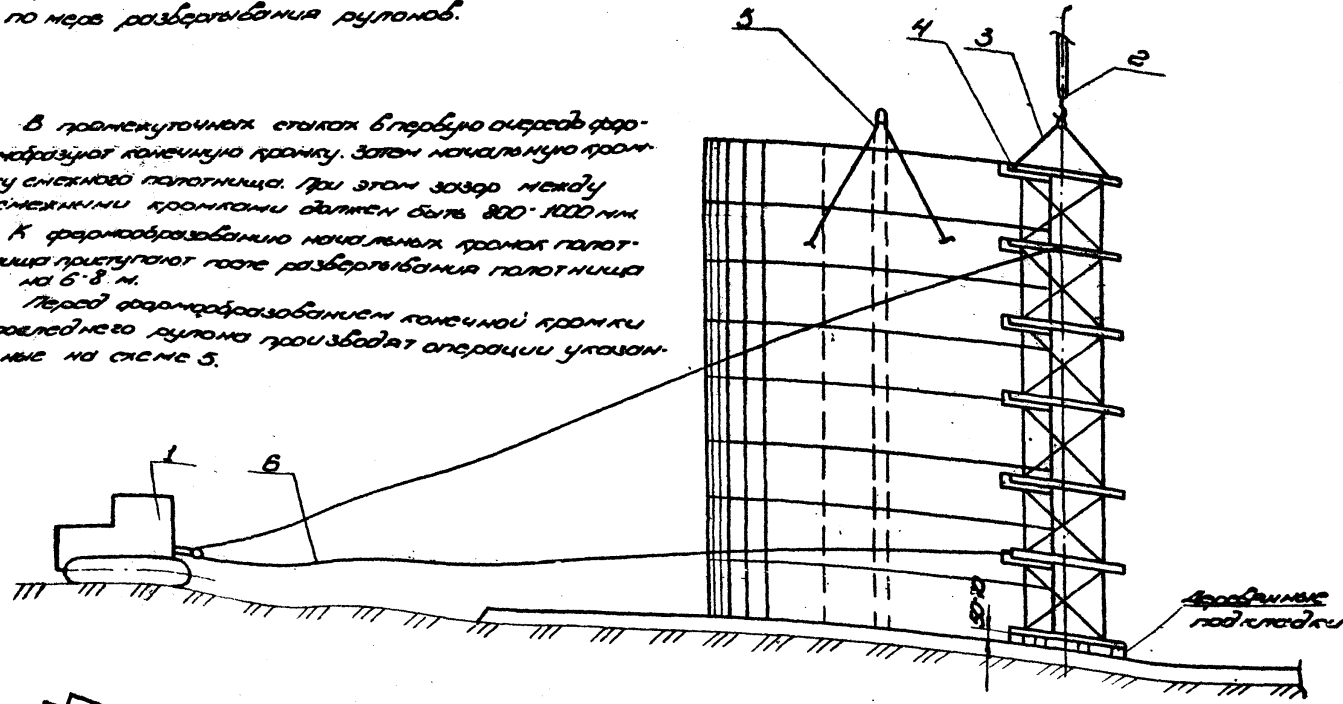 по мере развертывания рулонов.
В промежуточных стыках в первую очередь фор-
мообразуют конечную кромку. Затем начальную кром-
у смежного полотнища. При этом зазор между
смежными кромками должен быть 800-1000 мм.
К формообразованию начальных кромок полот-
нища приступают после развертывания полотнища
на 6-8 м.
Перед формообразованием конечной кромки
последнего рулона производят операции указан-
ные на схеме 5.
5
4
3
2
1
6
Деревянные
подкладки